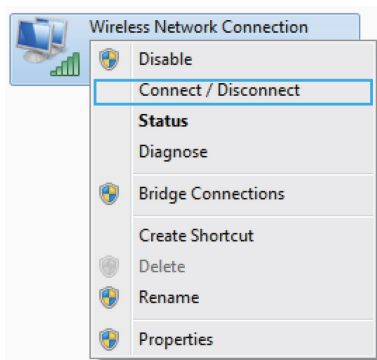 Wireless Network Connection
Disable
Connect / Disconnect
Status
Diagnose
Bridge Connections
Create Shortcut
Delete
Rename
Properties